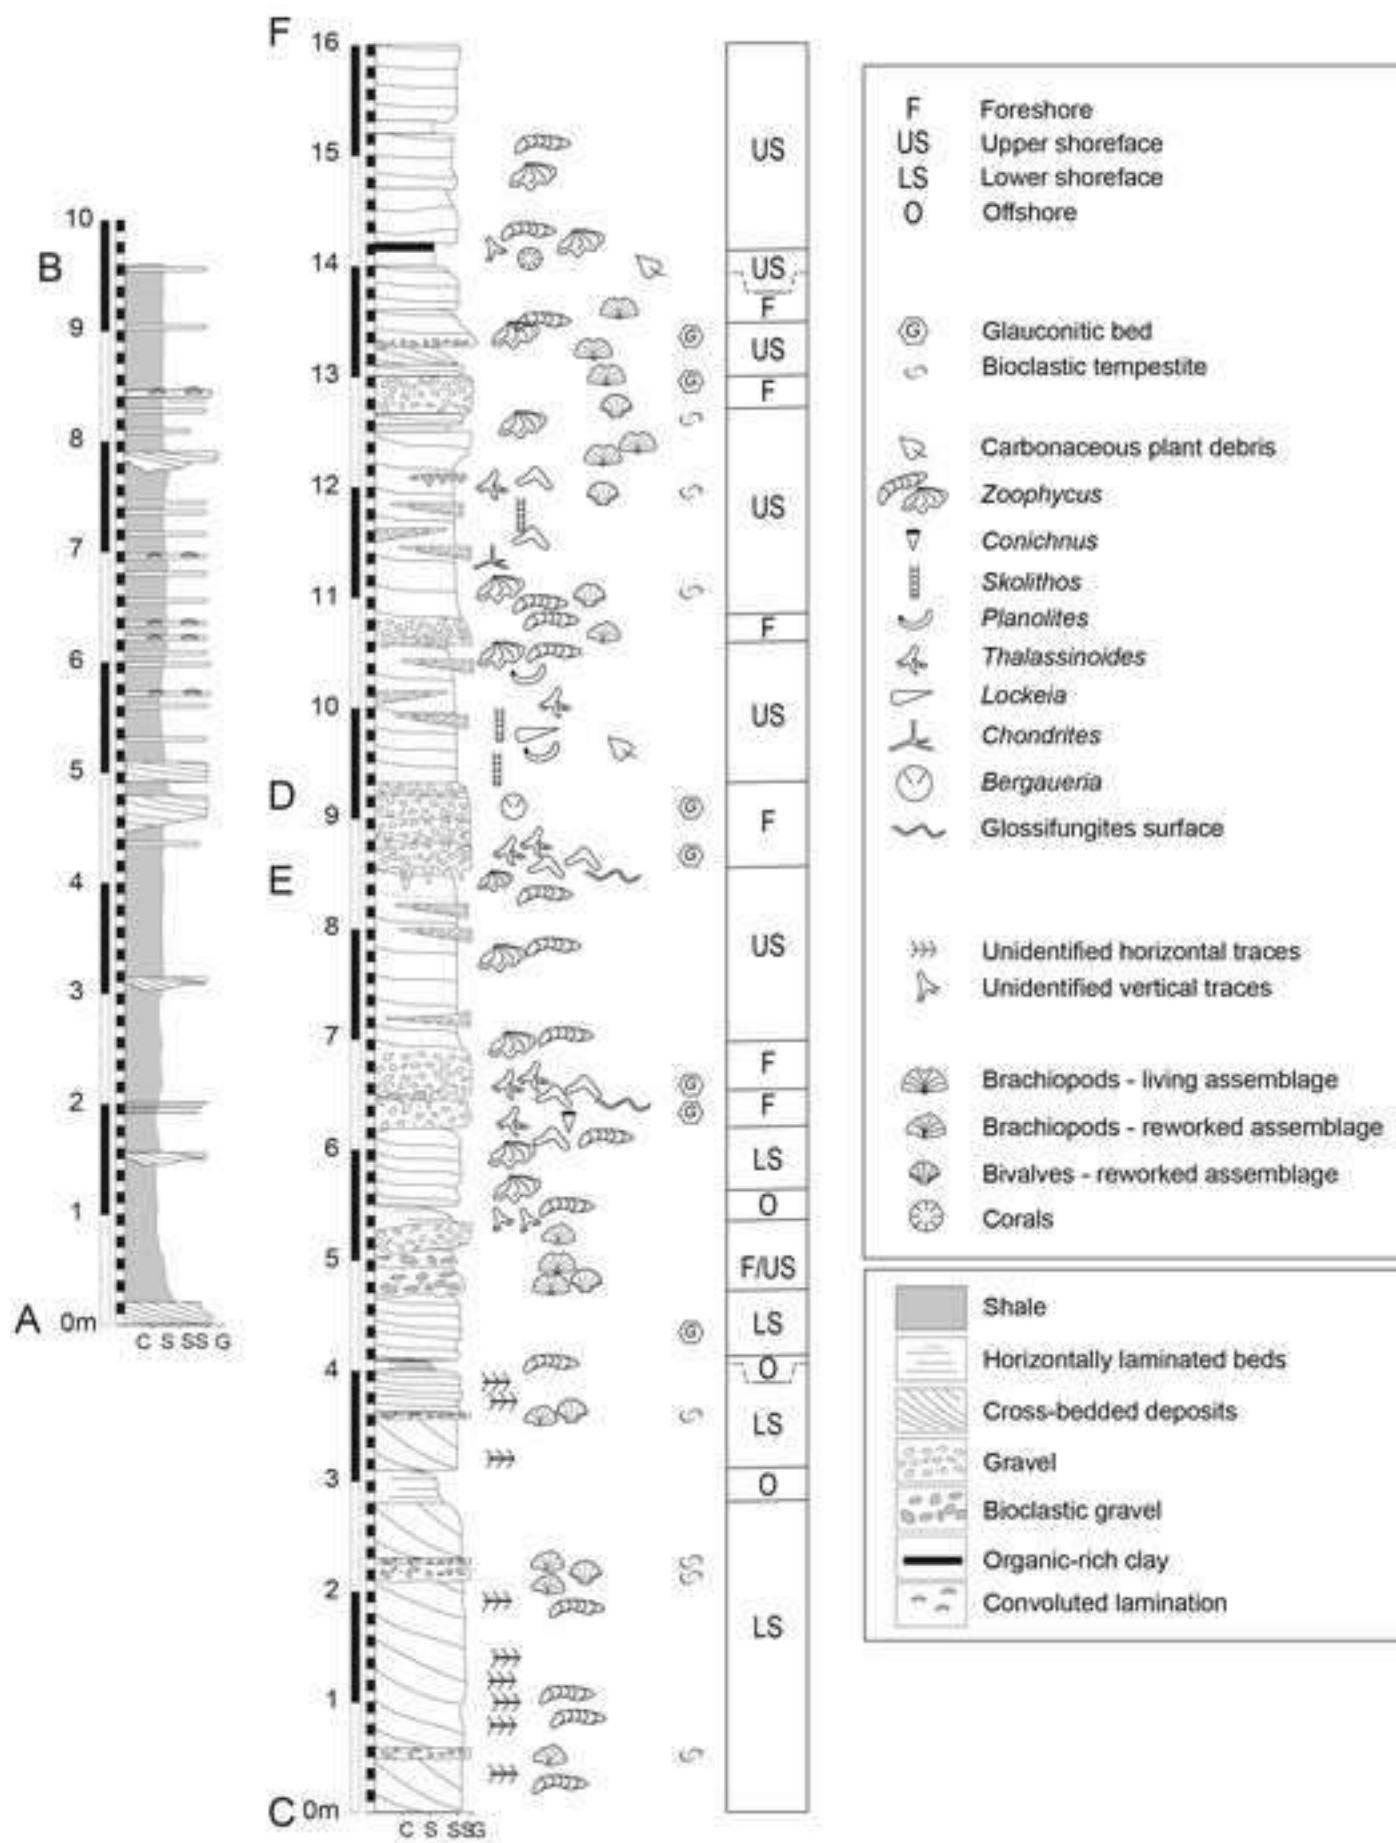 F
16
15
14
13
12
11
10
D
9
E
8
7
6
5
4
3
2
1
C 0m
C S SSG
10
B
9
8
7
6
5
4
3
2
1
A 0m
C S SS G
US
US
F
US
F
US
F
US
F
US
F
F
LS
O
F/US
LS
O
LS
O
LS
G
G
G
G
G
G
G
F Foreshore
US Upper shoreface
LS Lower shoreface
O Offshore
G Glauconitic bed
Bioclastic tempestite
Carbonaceous plant debris
Zoophycus
Conichnus
Skolithos
Planolites
Thalassinoides
Lockeia
Chondrites
Bergaueria
Glossifungites surface
Unidentified horizontal traces
Unidentified vertical traces
Brachiopods - living assemblage
Brachiopods - reworked assemblage
Bivalves - reworked assemblage
Corals
Shale
Horizontally laminated beds
Cross-bedded deposits
Gravel
Bioclastic gravel
Organic-rich clay
Convoluted lamination